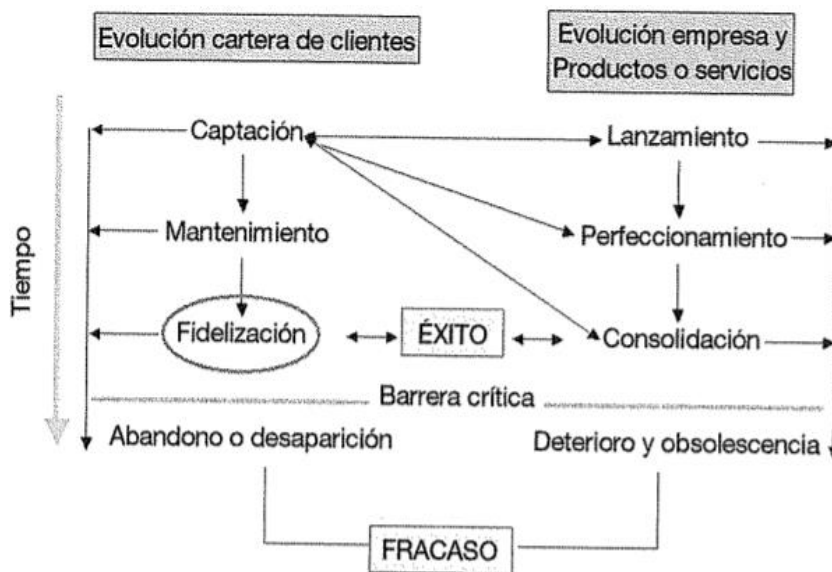 Evolución cartera de clientes
Evolución empresa y
Productos o servicios
Tiempo
Captación
Lanzamiento
Mantenimiento
Perfeccionamiento
Fidelización
ÉXITO
Consolidación
Barrera crítica
Abandono o desaparición
Deterioro y obsolescencia
FRACASO